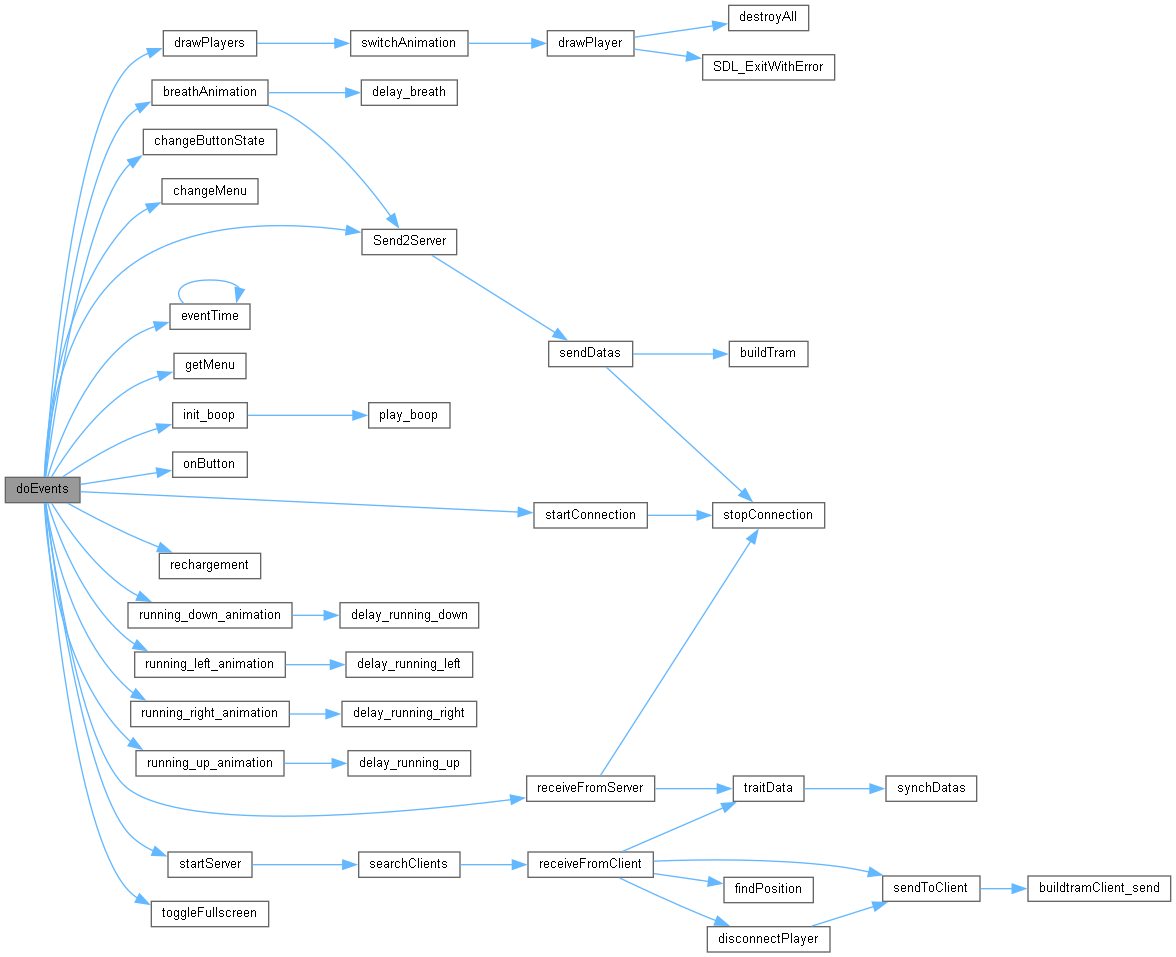 destroyAll
drawPlayers
switchAnimation
drawPlayer
SDL_ExitWithError
breathAnimation
delay_breath
changeButtonState
changeMenu
Send2Server
eventTime
sendDatas
buildTram
getMenu
init_boop
play_boop
onButton
doEvents
startConnection
stopConnection
rechargement
running_down_animation
delay_running_down
running_left_animation
delay_running_left
running_right_animation
delay_running_right
running_up_animation
delay_running_up
receiveFromServer
traitData
synchDatas
startServer
searchClients
receiveFromClient
findPosition
sendToClient
buildtramClient_send
toggleFullscreen
disconnectPlayer